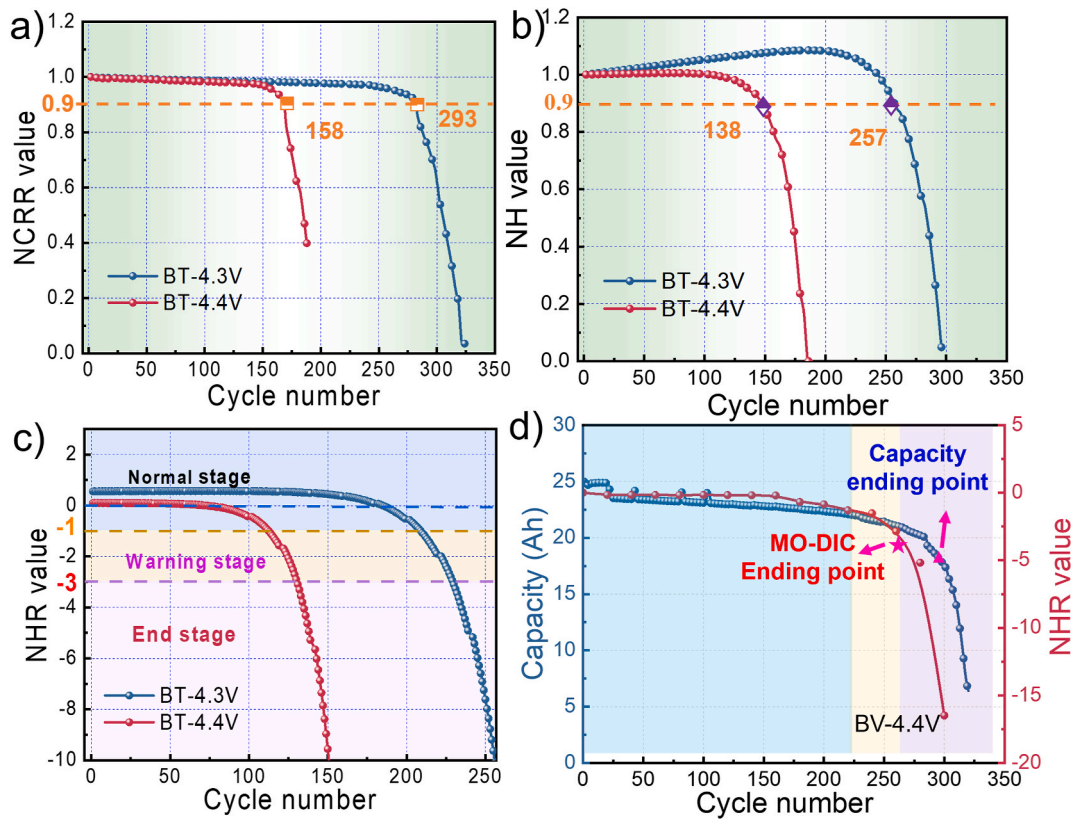 a)
NCRR value
1.0
0.9
0.8
0.6
0.4
0.2
0.0
158
293
BT-4.3V
BT-4.4V
0 50 100 150 200 250 300 350
Cycle number
b)
NH value
1.2
1.0
0.9
0.8
0.6
0.4
0.2
0.0
138
257
BT-4.3V
BT-4.4V
0 50 100 150 200 250 300 350
Cycle number
c)
NHR value
2
0
-1
-2
-3
-4
-6
-8
-10
Normal stage
Warning stage
End stage
BT-4.3V
BT-4.4V
0 50 100 150 200 250
Cycle number
d)
Capacity (Ah)
30
25
20
15
10
5
0
Capacity
ending point
MO-DIC
Ending point
BV-4.4V
0 50 100 150 200 250 300 350
Cycle number
5
0
-5
-10
-15
-20
NHR value